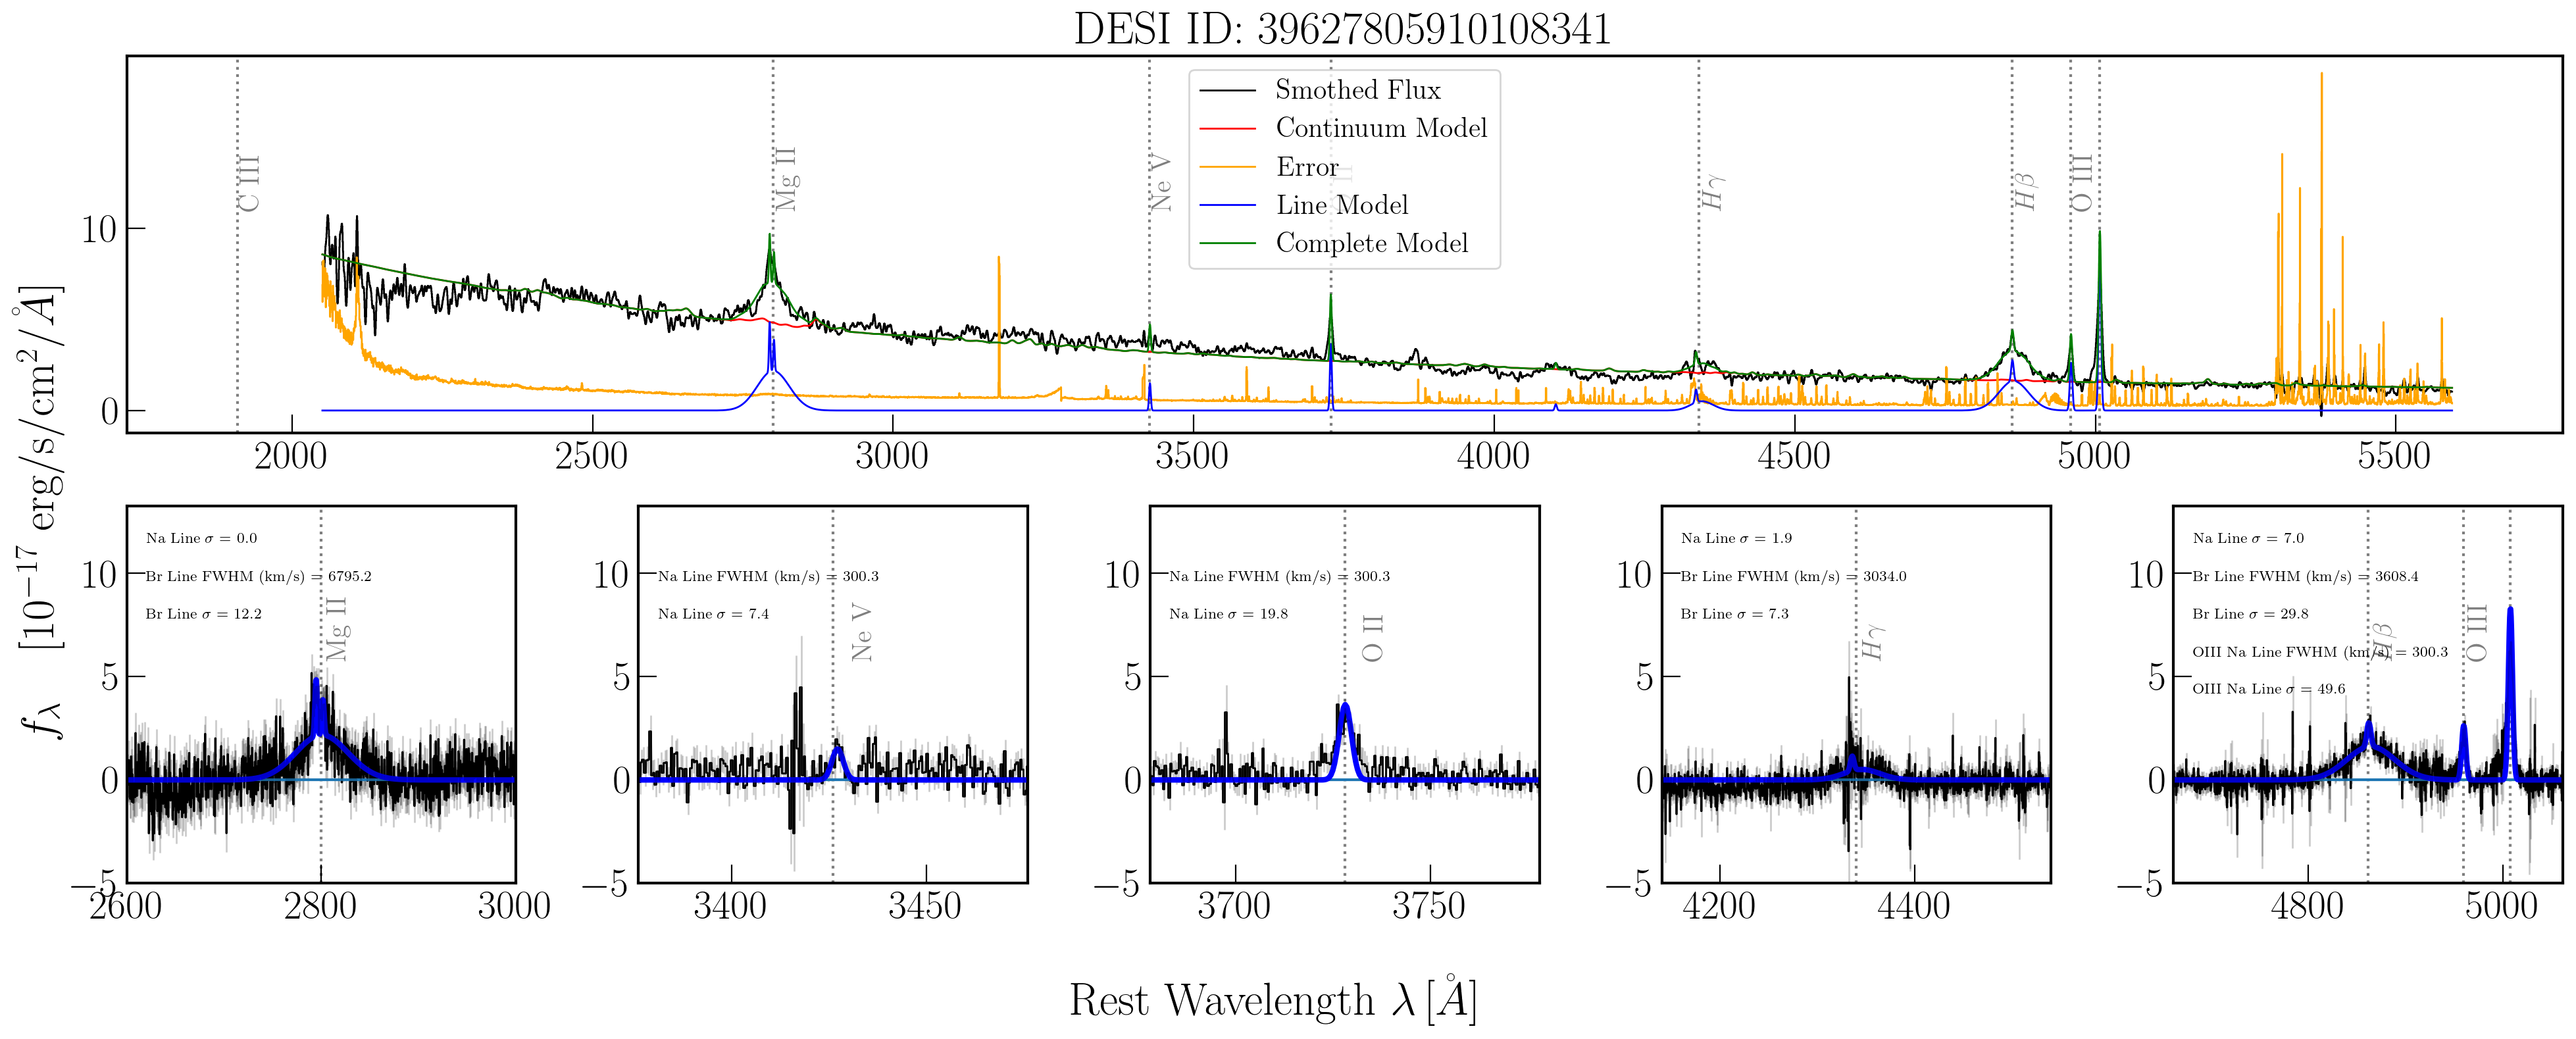 DESI ID: 39627805910108341
Smothed Flux
Continuum Model
Error
Line Model
Complete Model
C III
Mg II
Ne V
Hγ
Hβ
O III
10
0
2000 2500 3000 3500 4000 4500 5000 5500
f_λ [10⁻¹⁷ erg/s/cm²/Å]
Na Line σ = 0.0
Br Line FWHM (km/s) = 6795.2
Br Line σ = 12.2
Mg II
10
5
0
−5
2600 2800 3000
Na Line FWHM (km/s) = 300.3
Na Line σ = 7.4
Ne V
10
5
0
−5
3400 3450
Na Line FWHM (km/s) = 300.3
Na Line σ = 19.8
O II
10
5
0
−5
3700 3750
Na Line σ = 1.9
Br Line FWHM (km/s) = 3034.0
Br Line σ = 7.3
Hγ
10
5
0
−5
4200 4400
Na Line σ = 7.0
Br Line FWHM (km/s) = 3608.4
Br Line σ = 29.8
OIII Na Line FWHM (km/s) = 300.3
OIII Na Line σ = 49.6
Hβ
O III
10
5
0
−5
4800 5000
Rest Wavelength λ [Å]